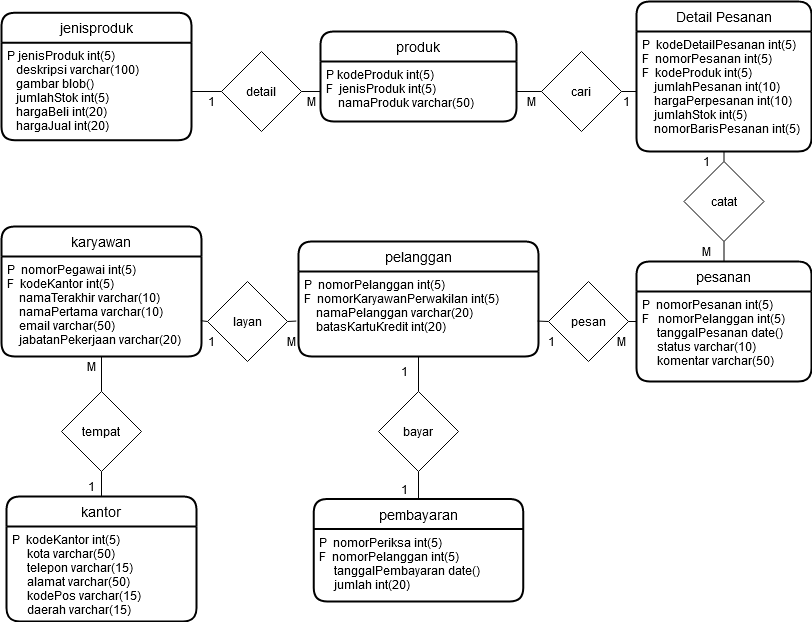 jenisproduk
P jenisProduk int(5)
deskripsi varchar(100)
gambar blob()
jumlahStok int(5)
hargaBeli int(20)
hargaJual int(20)
1
detail
M
produk
P kodeProduk int(5)
F jenisProduk int(5)
namaProduk varchar(50)
M
cari
1
Detail Pesanan
P kodeDetailPesanan int(5)
F nomorPesanan int(5)
F kodeProduk int(5)
jumlahPesanan int(10)
hargaPerpesanan int(10)
jumlahStok int(5)
nomorBarisPesanan int(5)
1
catat
M
karyawan
P nomorPegawai int(5)
F kodeKantor int(5)
namaTerakhir varchar(10)
namaPertama varchar(10)
email varchar(50)
jabatanPekerjaan varchar(20)
1
layan
M
pelanggan
P nomorPelanggan int(5)
F nomorKaryawanPerwakilan int(5)
namaPelanggan varchar(20)
batasKartuKredit int(20)
1
pesan
M
pesanan
P nomorPesanan int(5)
F nomorPelanggan int(5)
tanggalPesanan date()
status varchar(10)
komentar varchar(50)
M
tempat
1
1
bayar
1
kantor
P kodeKantor int(5)
kota varchar(50)
telepon varchar(15)
alamat varchar(50)
kodePos varchar(15)
daerah varchar(15)
pembayaran
P nomorPeriksa int(5)
F nomorPelanggan int(5)
tanggalPembayaran date()
jumlah int(20)